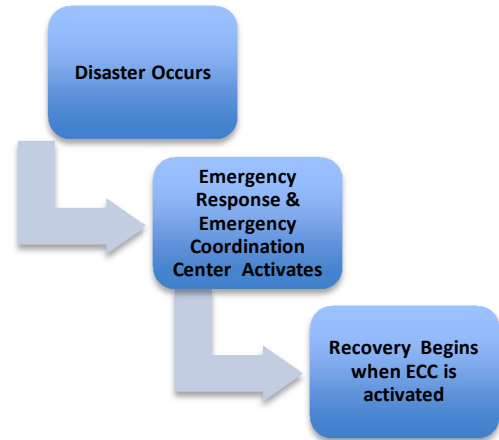 Disaster Occurs
Emergency
Response &
Emergency
Coordination
Center Activates
Recovery Begins
when ECC is
activated